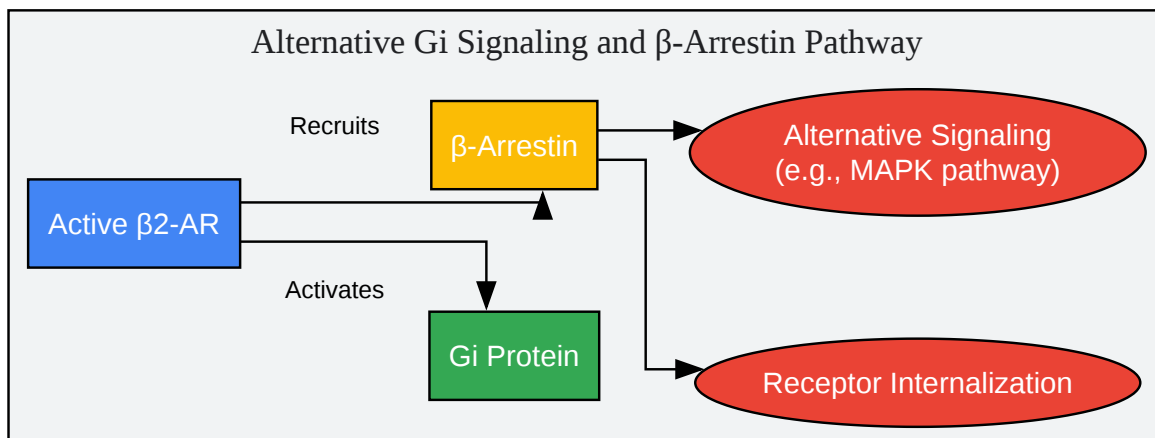 Alternative Gi Signaling and β-Arrestin Pathway
Recruits
β-Arrestin
Alternative Signaling
(e.g., MAPK pathway)
Active β2-AR
Activates
Gi Protein
Receptor Internalization